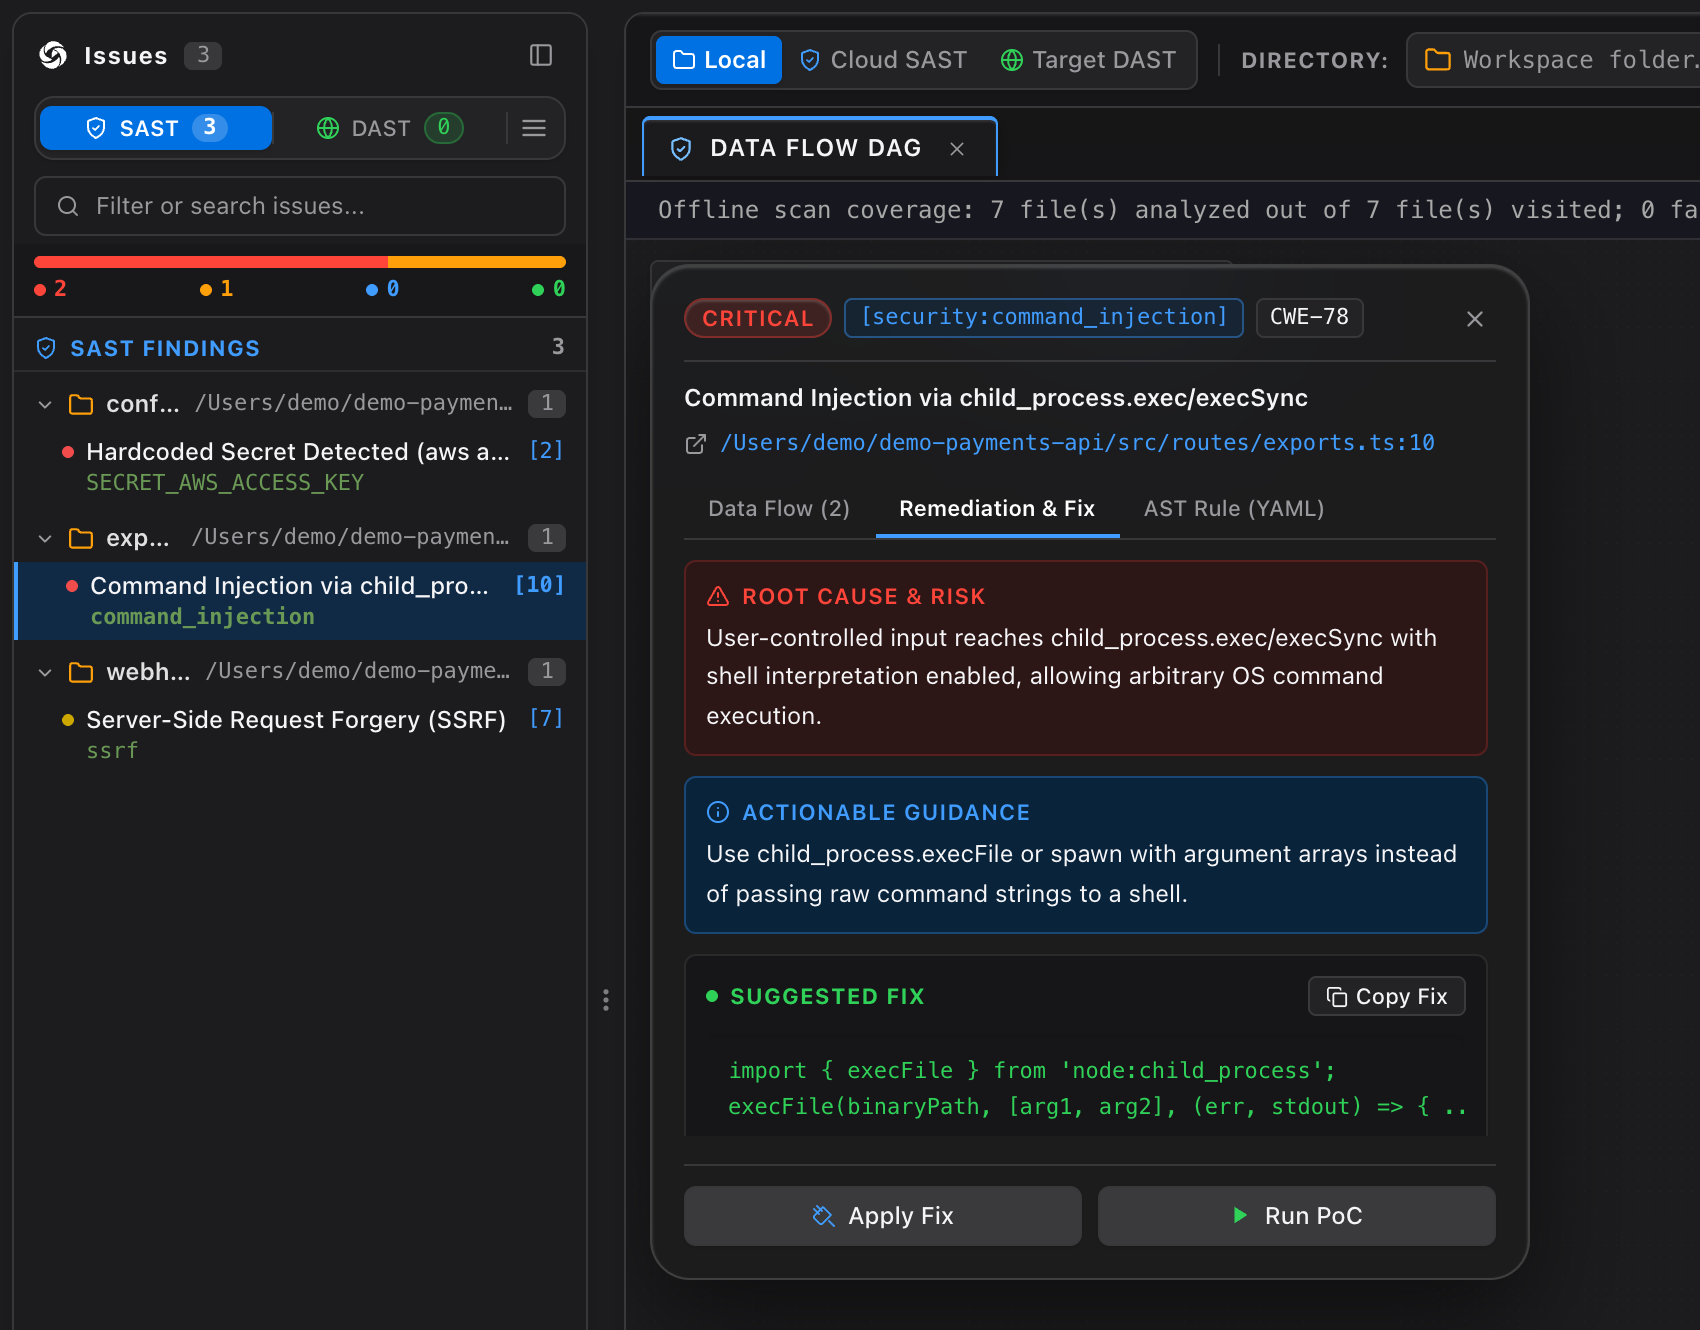 Issues 3
SAST 3 DAST 0
Filter or search issues...
2 1 0 0
SAST FINDINGS 3
conf... /Users/demo/demo-paymen... 1
Hardcoded Secret Detected (aws a... [2]
SECRET_AWS_ACCESS_KEY
exp... /Users/demo/demo-paymen... 1
Command Injection via child_pro... [10]
command_injection
webh... /Users/demo/demo-payme... 1
Server-Side Request Forgery (SSRF) [7]
ssrf
Local Cloud SAST Target DAST DIRECTORY: Workspace folder.
DATA FLOW DAG
Offline scan coverage: 7 file(s) analyzed out of 7 file(s) visited; 0 fa
CRITICAL [security:command_injection] CWE-78
Command Injection via child_process.exec/execSync
/Users/demo/demo-payments-api/src/routes/exports.ts:10
Data Flow (2) Remediation & Fix AST Rule (YAML)
ROOT CAUSE & RISK
User-controlled input reaches child_process.exec/execSync with
shell interpretation enabled, allowing arbitrary OS command
execution.
ACTIONABLE GUIDANCE
Use child_process.execFile or spawn with argument arrays instead
of passing raw command strings to a shell.
SUGGESTED FIX Copy Fix
import { execFile } from 'node:child_process';
execFile(binaryPath, [arg1, arg2], (err, stdout) => { ..
Apply Fix Run PoC